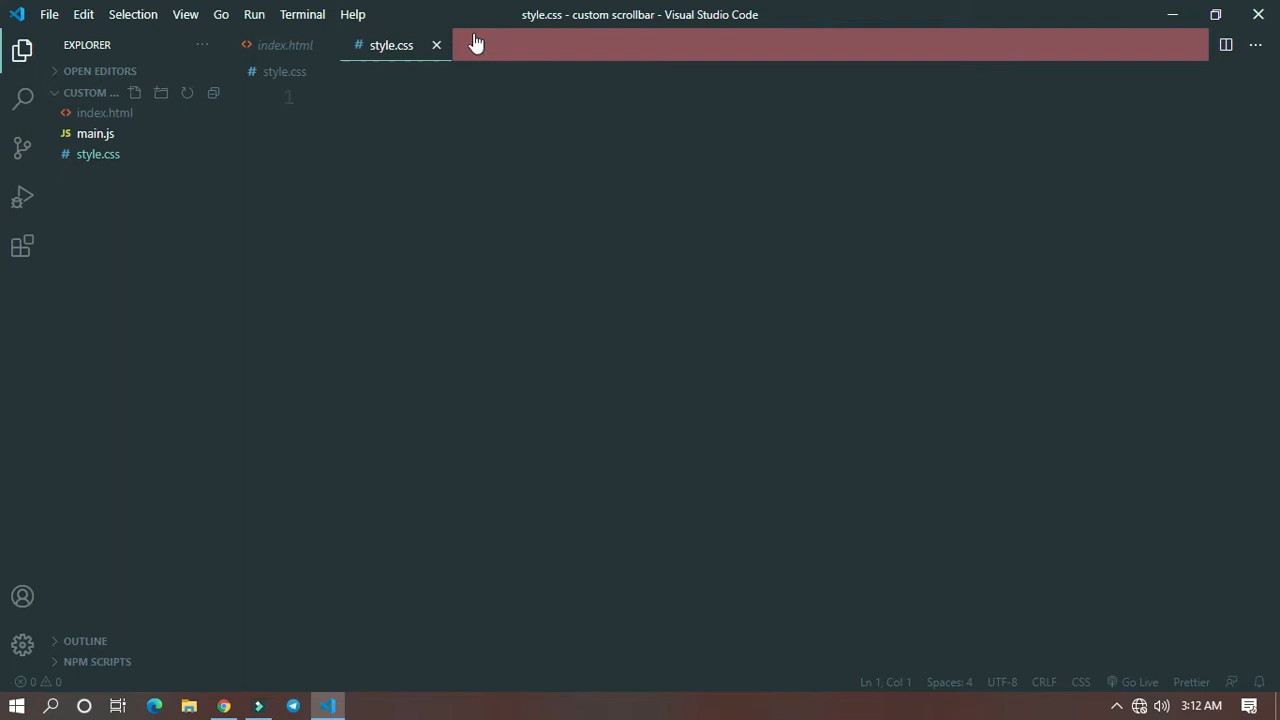 File Edit Selection View Go Run Terminal Help
style.css - custom scrollbar - Visual Studio Code
EXPLORER
index.html
style.css
OPEN EDITORS
style.css
CUSTOM ...
1
index.html
JS main.js
style.css
OUTLINE
NPM SCRIPTS
0 0
Ln 1, Col 1 Spaces: 4 UTF-8 CRLF CSS Go Live Prettier
3:12 AM